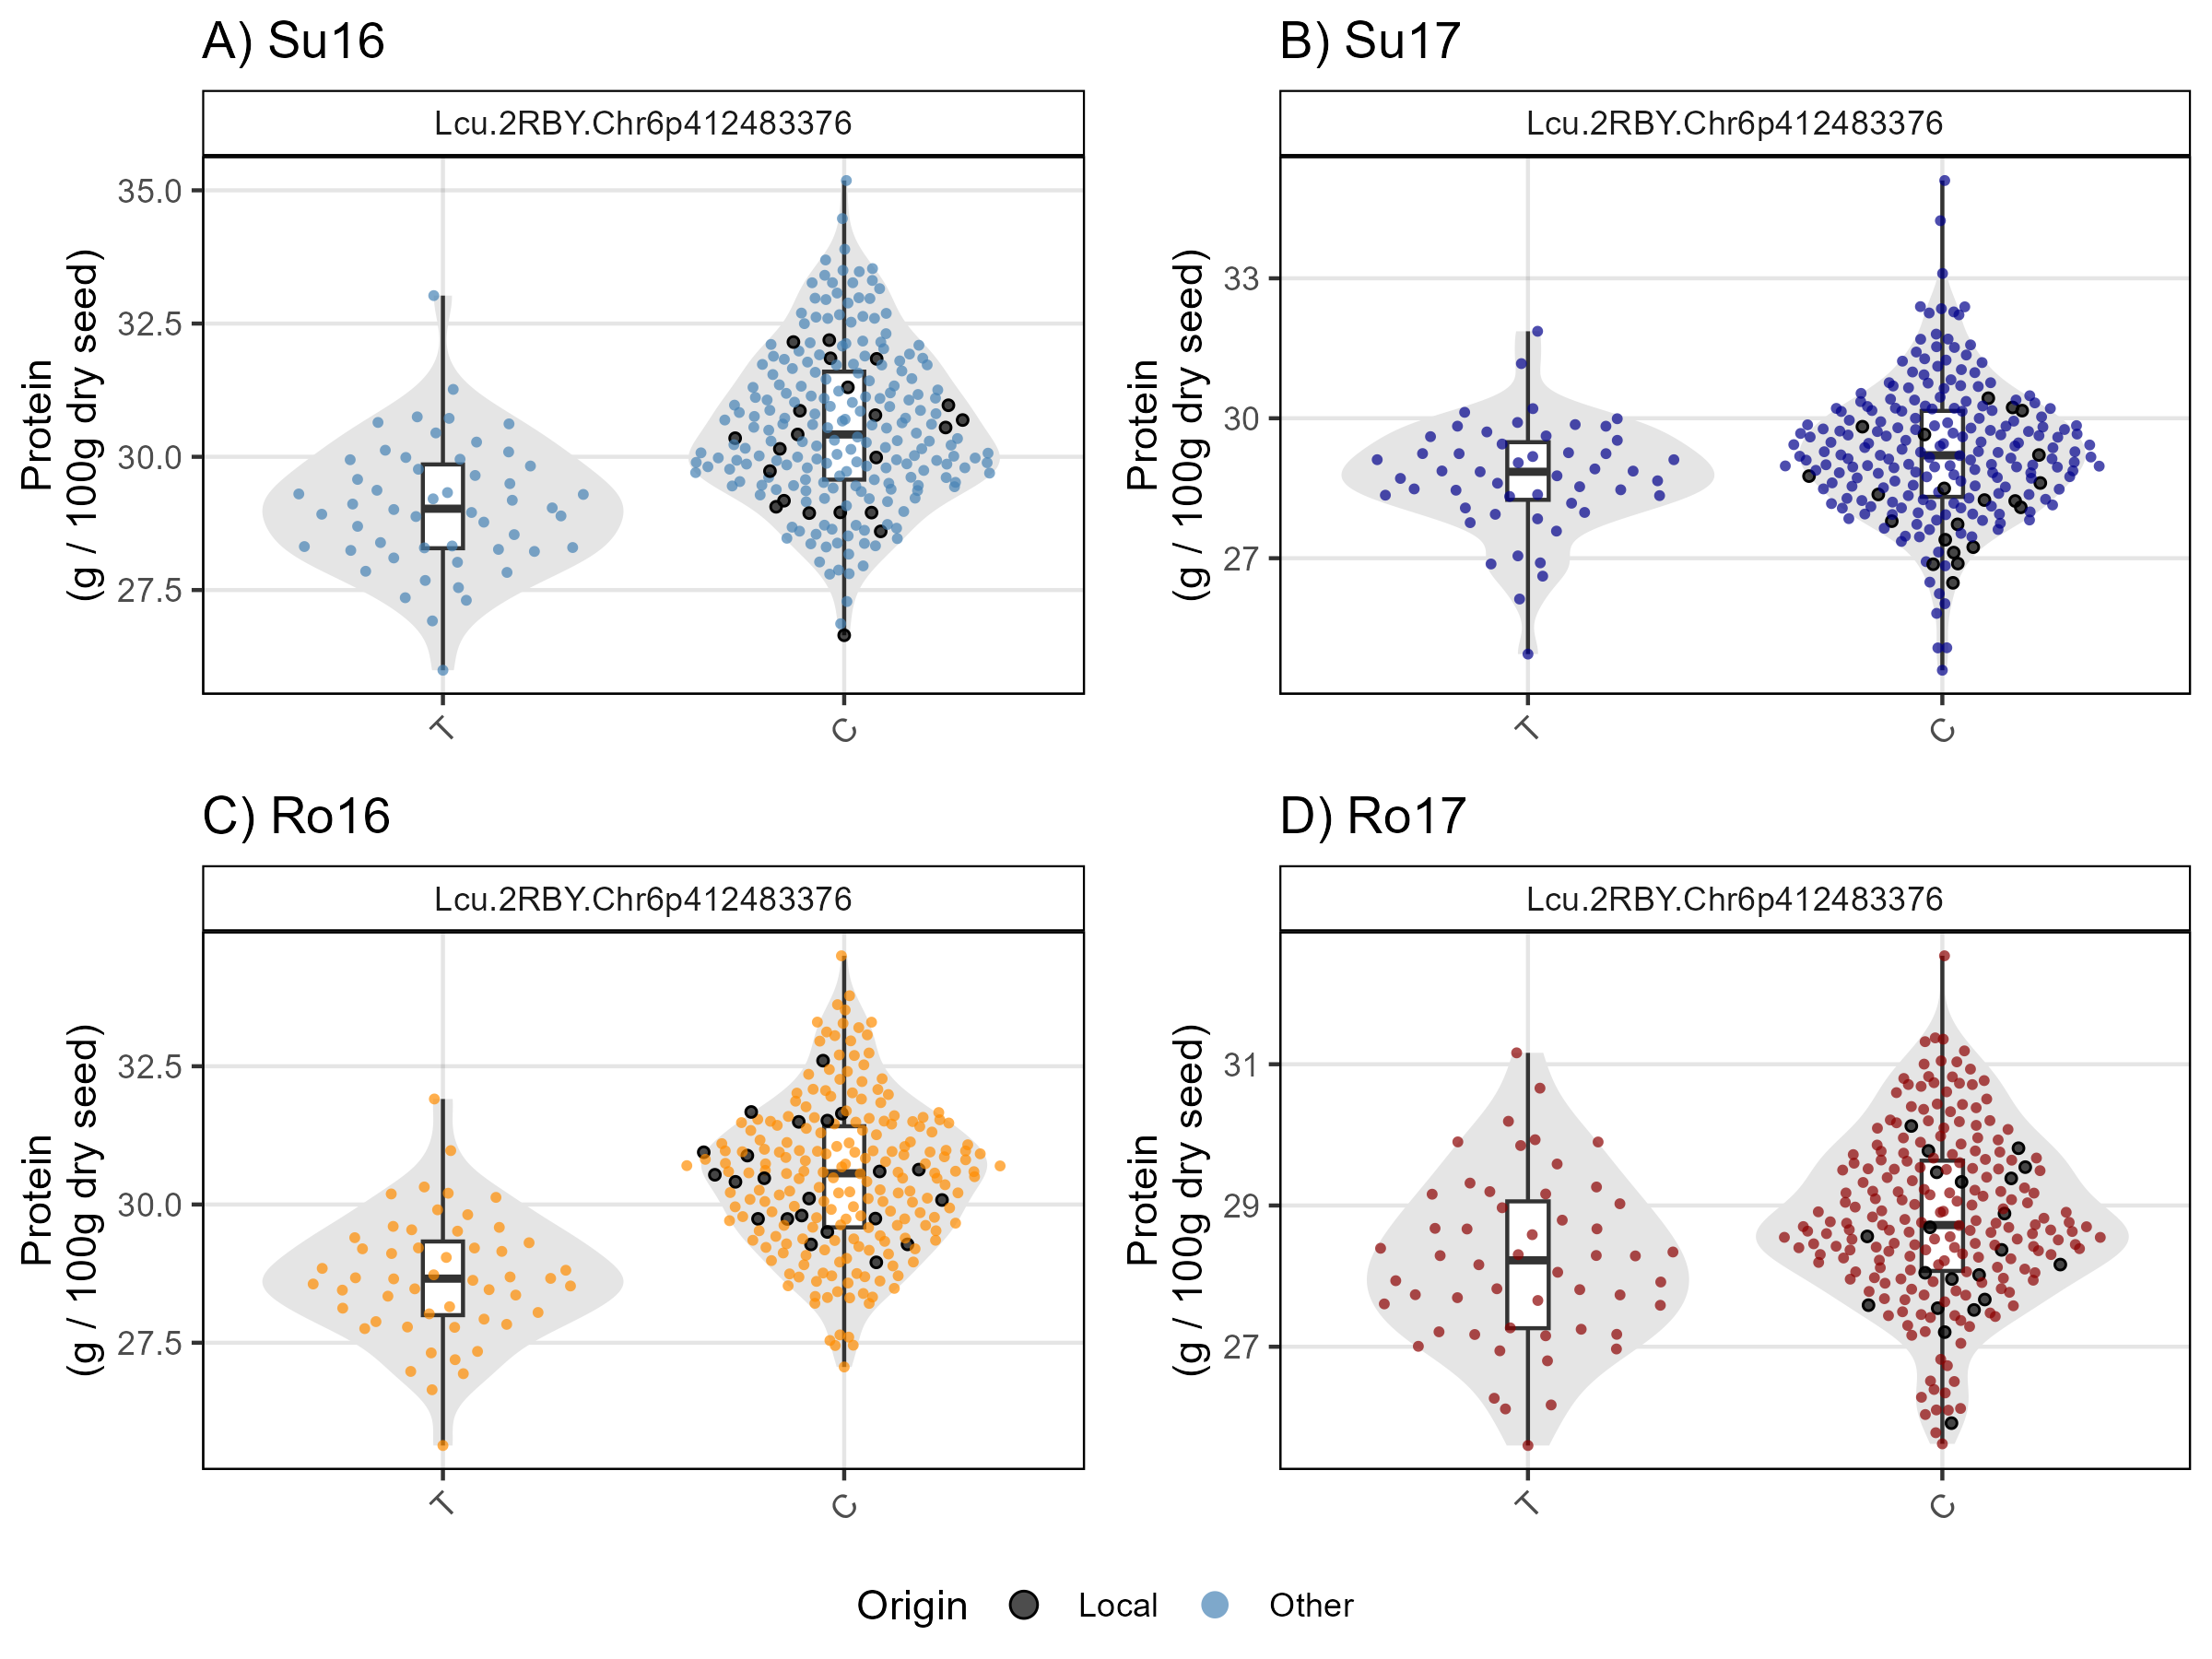 A) Su16
Lcu.2RBY.Chr6p412483376
Protein
(g / 100g dry seed)
35.0
32.5
30.0
27.5
T
C
B) Su17
Lcu.2RBY.Chr6p412483376
Protein
(g / 100g dry seed)
33
30
27
T
C
C) Ro16
Lcu.2RBY.Chr6p412483376
Protein
(g / 100g dry seed)
32.5
30.0
27.5
T
C
D) Ro17
Lcu.2RBY.Chr6p412483376
Protein
(g / 100g dry seed)
31
29
27
T
C
Origin Local Other